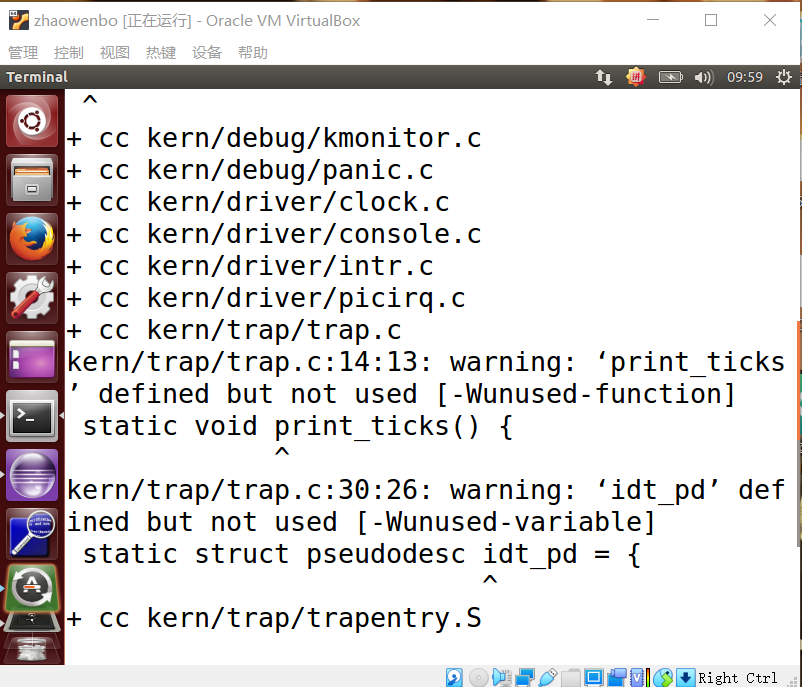 zhaowenbo [正在运行] - Oracle VM VirtualBox
管理 控制 视图 热键 设备 帮助
Terminal 拼 09:59
^
+ cc kern/debug/kmonitor.c
+ cc kern/debug/panic.c
+ cc kern/driver/clock.c
+ cc kern/driver/console.c
+ cc kern/driver/intr.c
+ cc kern/driver/picirq.c
+ cc kern/trap/trap.c
kern/trap/trap.c:14:13: warning: ‘print_ticks
’ defined but not used [-Wunused-function]
static void print_ticks() {
^
kern/trap/trap.c:30:26: warning: ‘idt_pd’ def
ined but not used [-Wunused-variable]
static struct pseudodesc idt_pd = {
^
+ cc kern/trap/trapentry.S
Right Ctrl